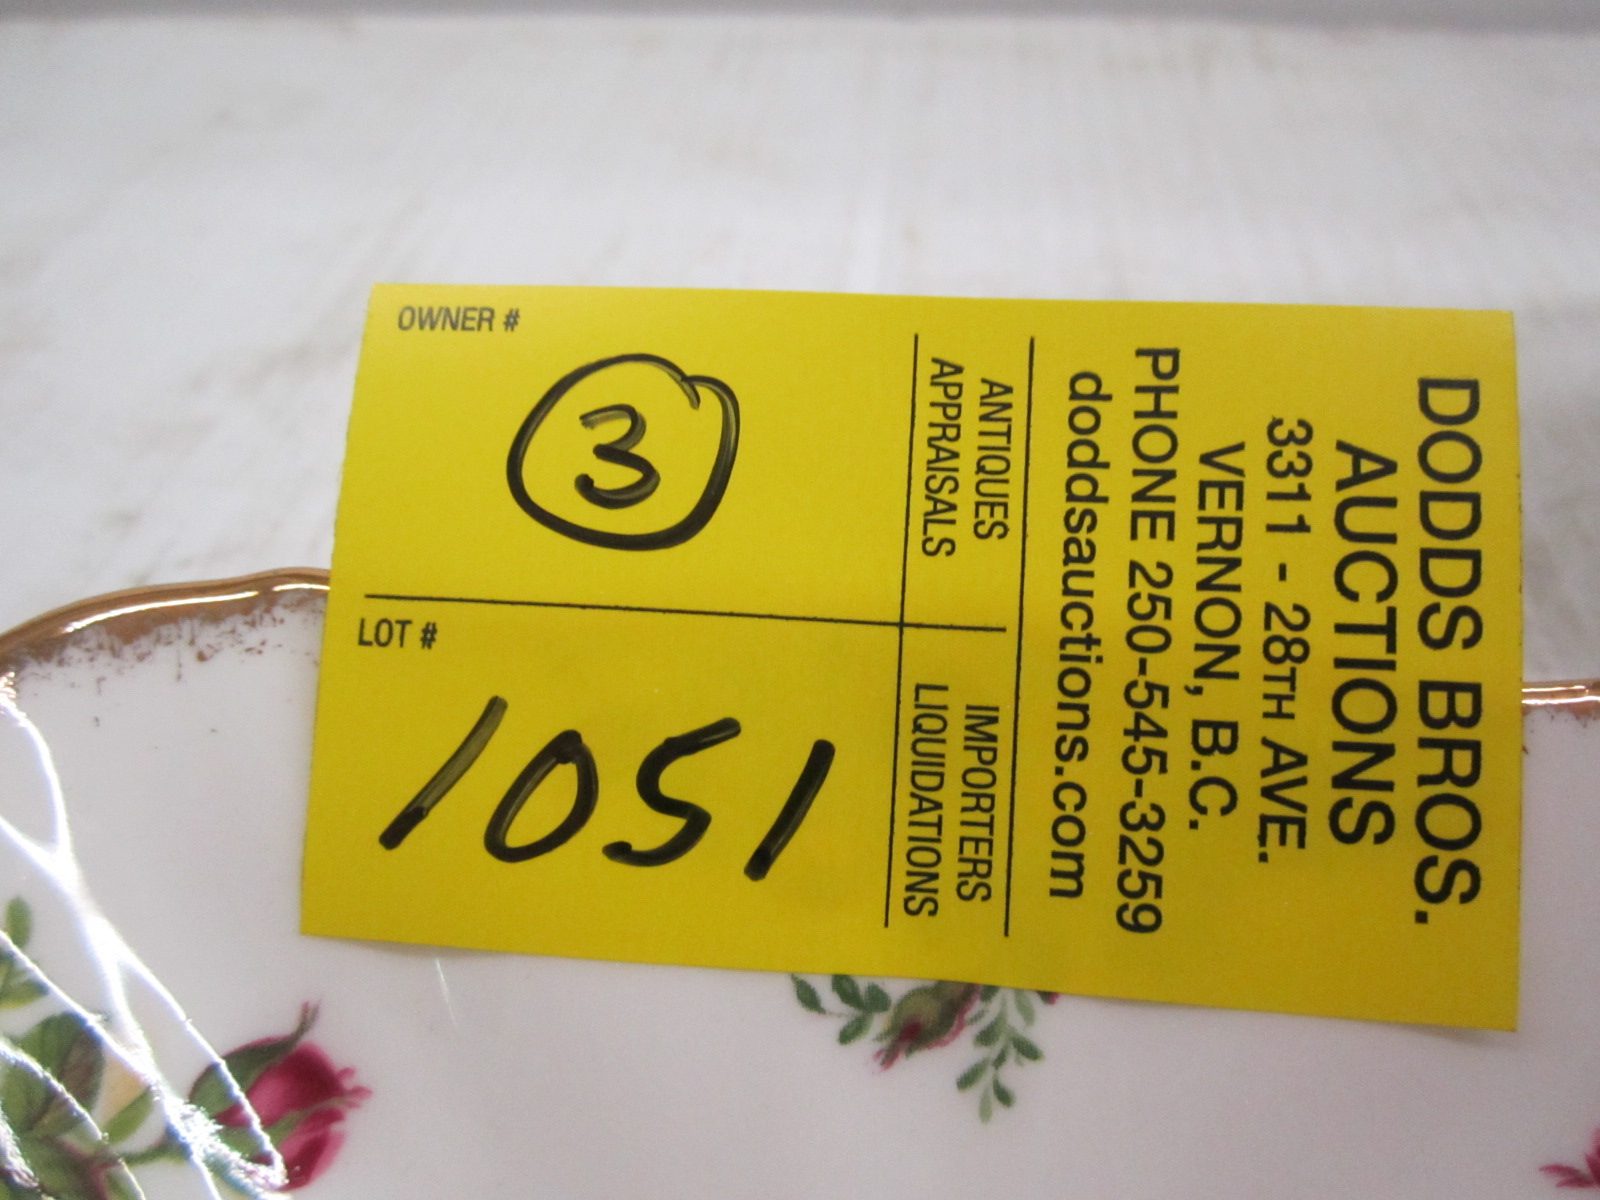 DODDS BROS.
AUCTIONS
3311 - 28TH AVE.
VERNON, B.C.
PHONE 250-545-3259
doddsauctions.com
ANTIQUES
APPRAISALS
IMPORTERS
LIQUIDATIONS
OWNER #
3
LOT #
1051